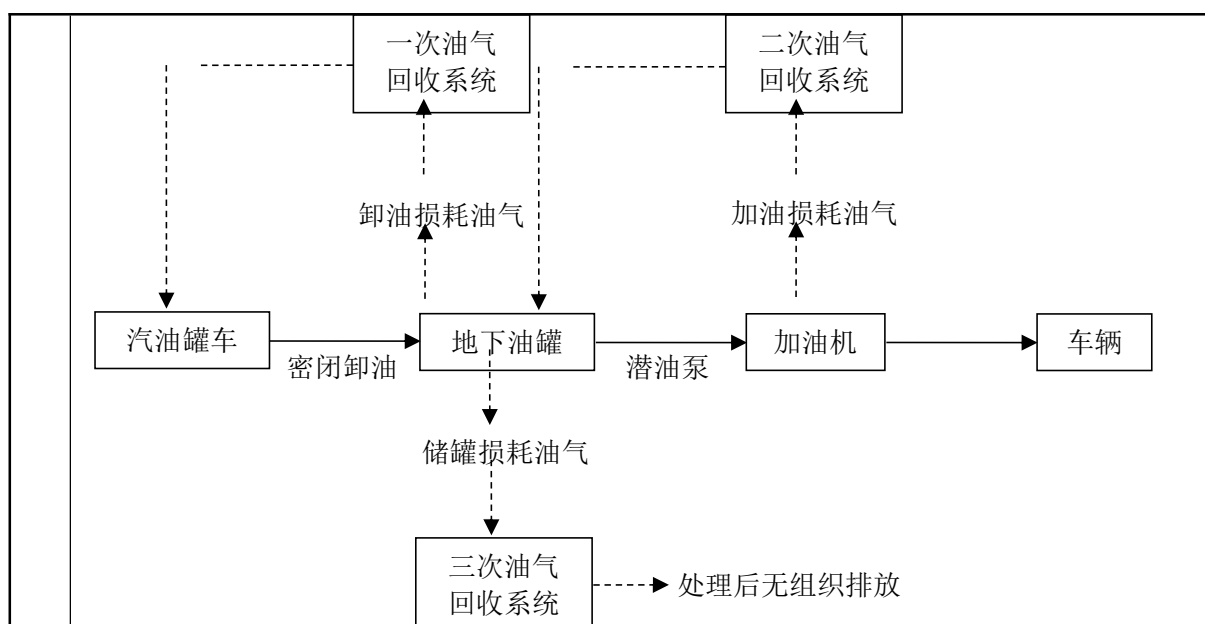 一次油气
回收系统
二次油气
回收系统
卸油损耗油气
加油损耗油气
汽油罐车
密闭卸油
地下油罐
潜油泵
加油机
车辆
储罐损耗油气
三次油气
回收系统
处理后无组织排放